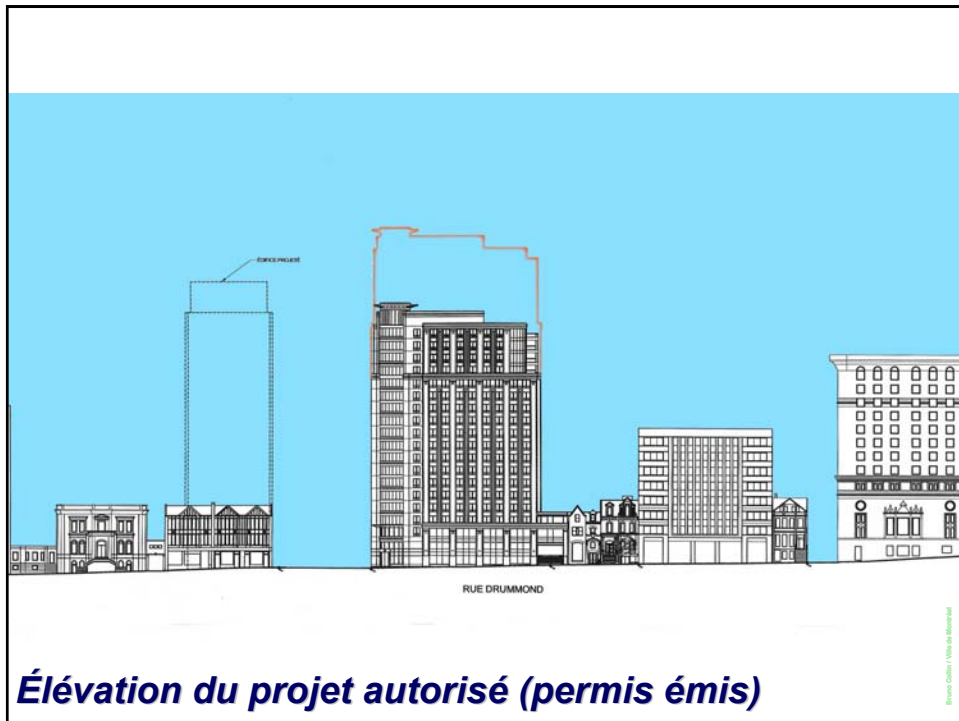 ÉDIFICE PROJETÉ
RUE DRUMMOND
Élévation du projet autorisé (permis émis)
Bruno Collin / Ville de Montréal